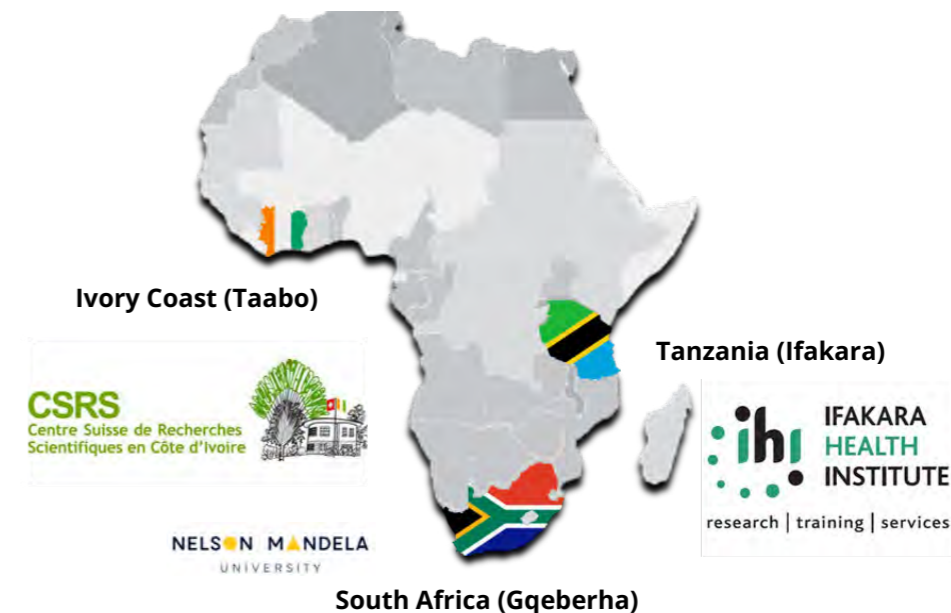 Ivory Coast (Taabo)
CSRS
Centre Suisse de Recherches
Scientifiques en Côte d'Ivoire
Tanzania (Ifakara)
ihi
IFAKARA
HEALTH
INSTITUTE
research | training | services
NELSON MANDELA
UNIVERSITY
South Africa (Gqeberha)